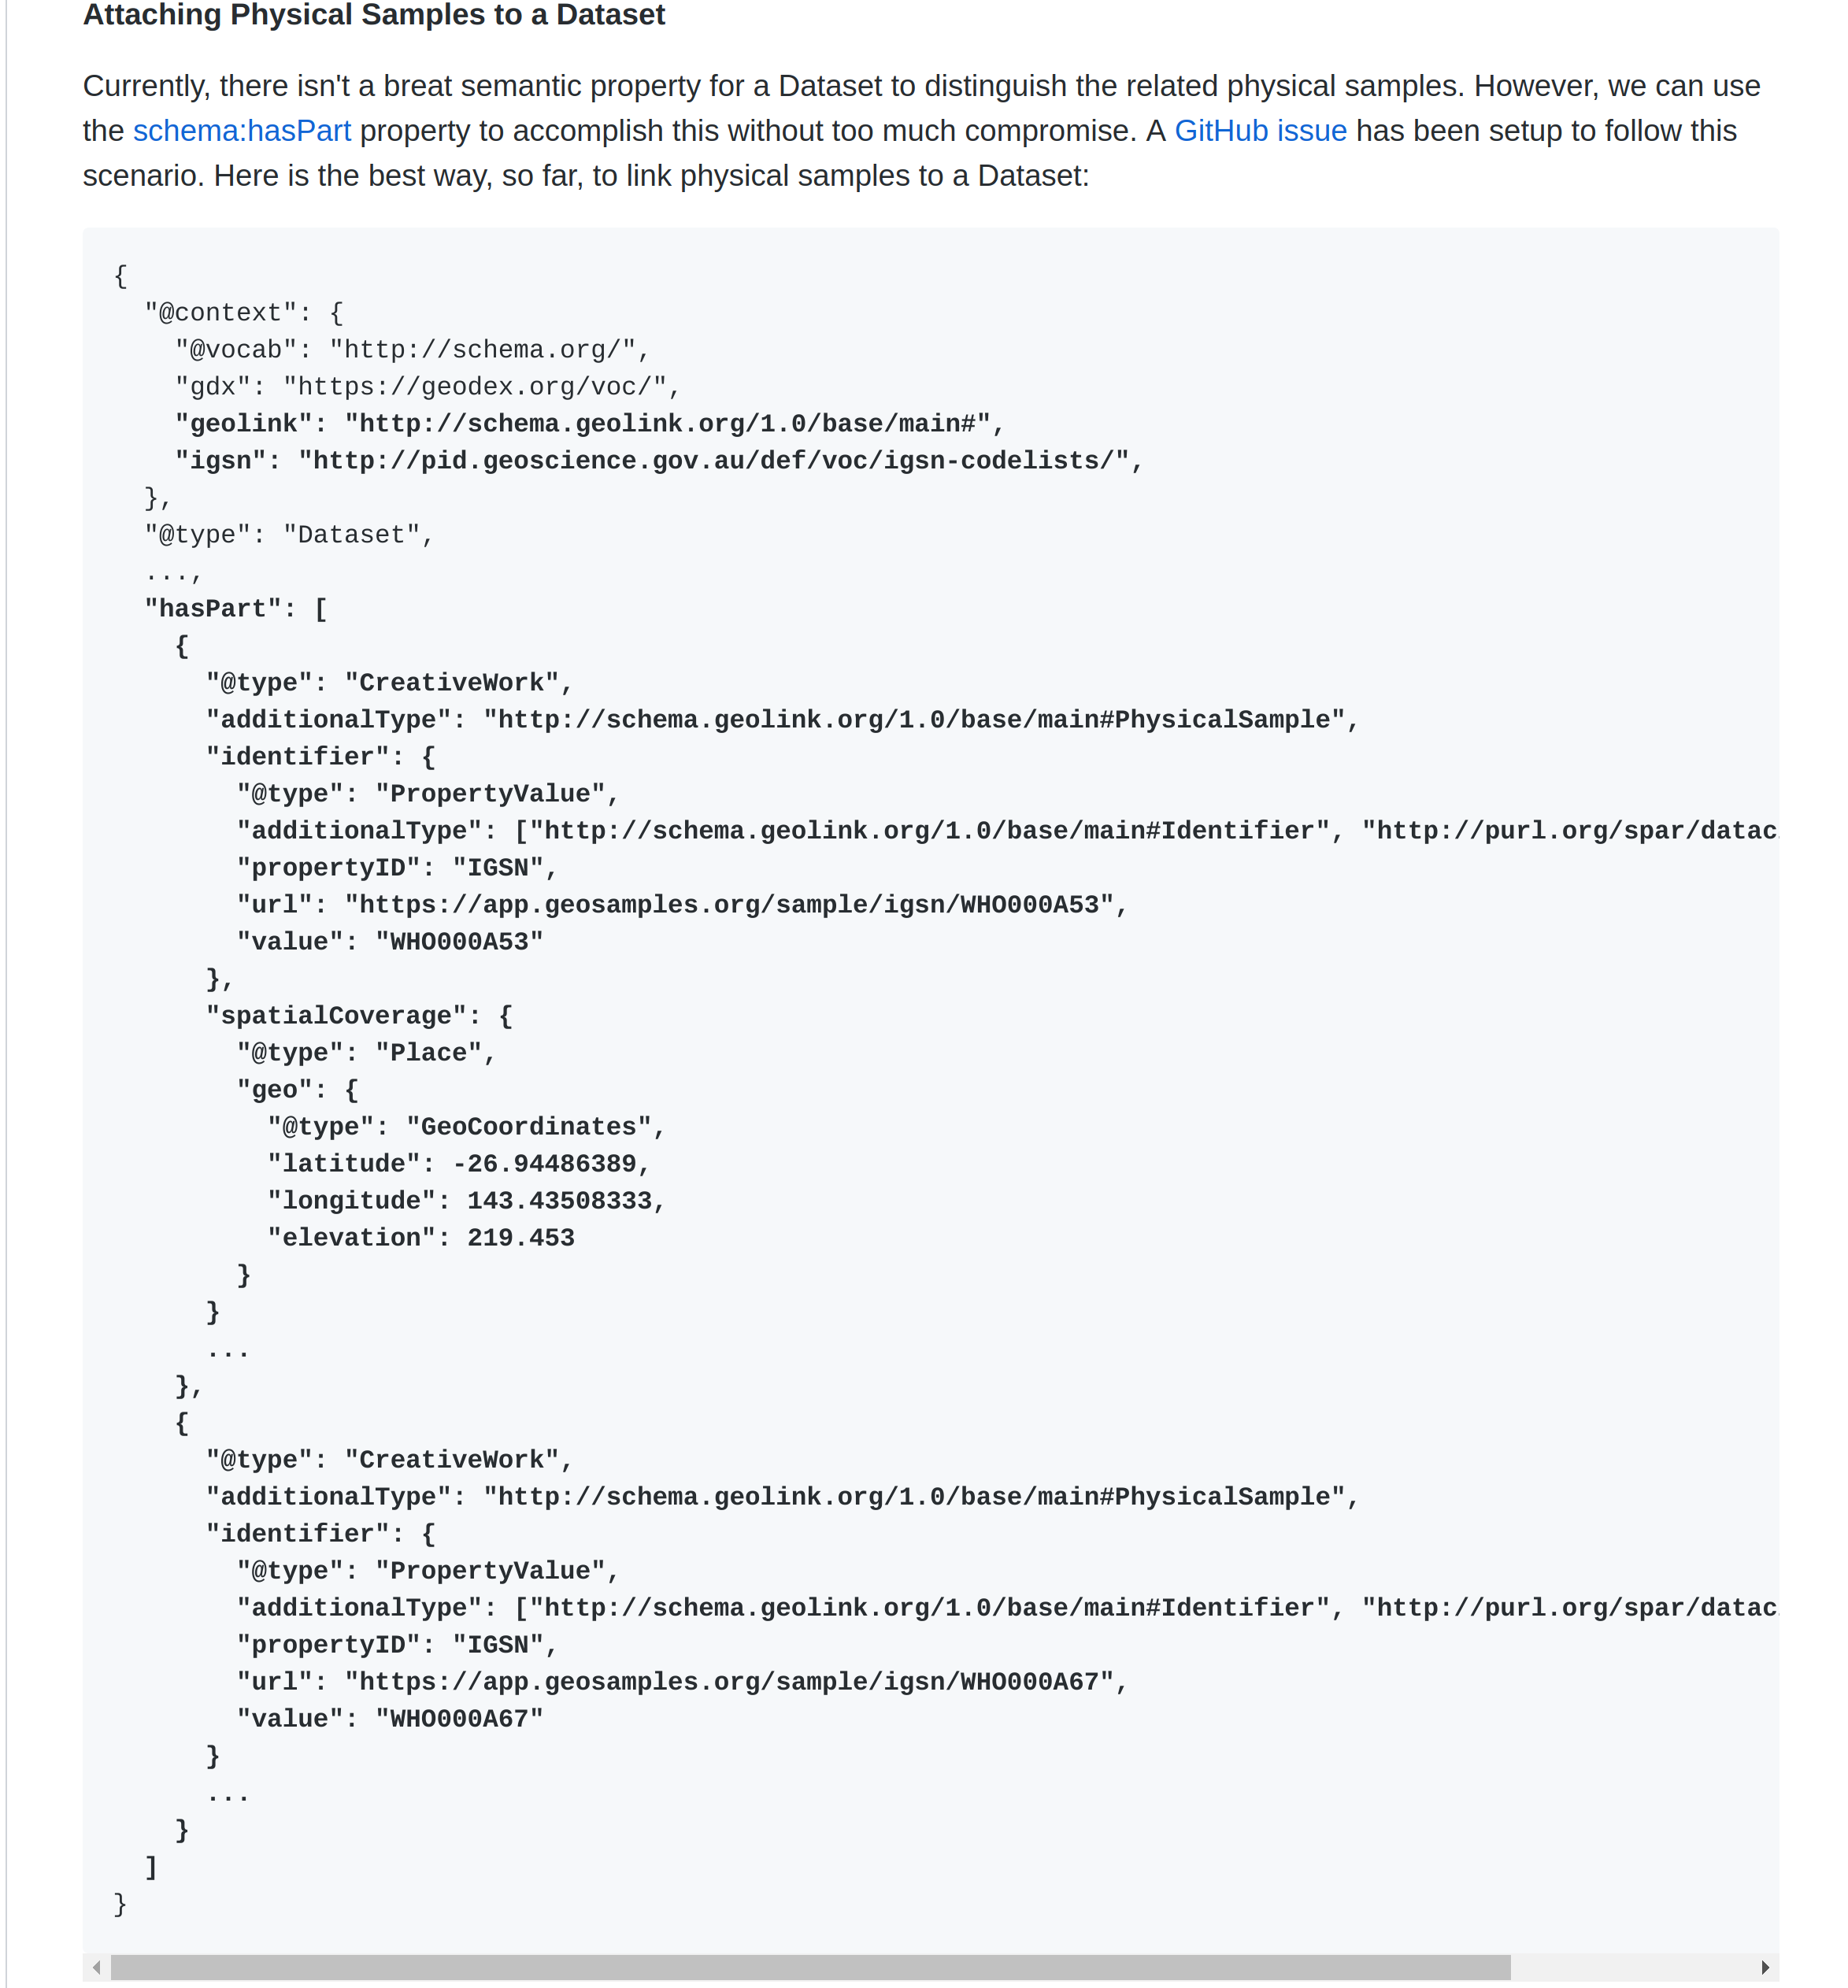 Attaching Physical Samples to a Dataset
Currently, there isn't a breat semantic property for a Dataset to distinguish the related physical samples. However, we can use
the schema:hasPart property to accomplish this without too much compromise. A GitHub issue has been setup to follow this
scenario. Here is the best way, so far, to link physical samples to a Dataset:
{
  "@context": {
    "@vocab": "http://schema.org/",
    "gdx": "https://geodex.org/voc/",
    "geolink": "http://schema.geolink.org/1.0/base/main#",
    "igsn": "http://pid.geoscience.gov.au/def/voc/igsn-codelists/",
  },
  "@type": "Dataset",
  ...,
  "hasPart": [
    {
      "@type": "CreativeWork",
      "additionalType": "http://schema.geolink.org/1.0/base/main#PhysicalSample",
      "identifier": {
        "@type": "PropertyValue",
        "additionalType": ["http://schema.geolink.org/1.0/base/main#Identifier", "http://purl.org/spar/datac
        "propertyID": "IGSN",
        "url": "https://app.geosamples.org/sample/igsn/WHO000A53",
        "value": "WHO000A53"
      },
      "spatialCoverage": {
        "@type": "Place",
        "geo": {
          "@type": "GeoCoordinates",
          "latitude": -26.94486389,
          "longitude": 143.43508333,
          "elevation": 219.453
        }
      }
      ...
    },
    {
      "@type": "CreativeWork",
      "additionalType": "http://schema.geolink.org/1.0/base/main#PhysicalSample",
      "identifier": {
        "@type": "PropertyValue",
        "additionalType": ["http://schema.geolink.org/1.0/base/main#Identifier", "http://purl.org/spar/datac
        "propertyID": "IGSN",
        "url": "https://app.geosamples.org/sample/igsn/WHO000A67",
        "value": "WHO000A67"
      }
      ...
    }
  ]
}